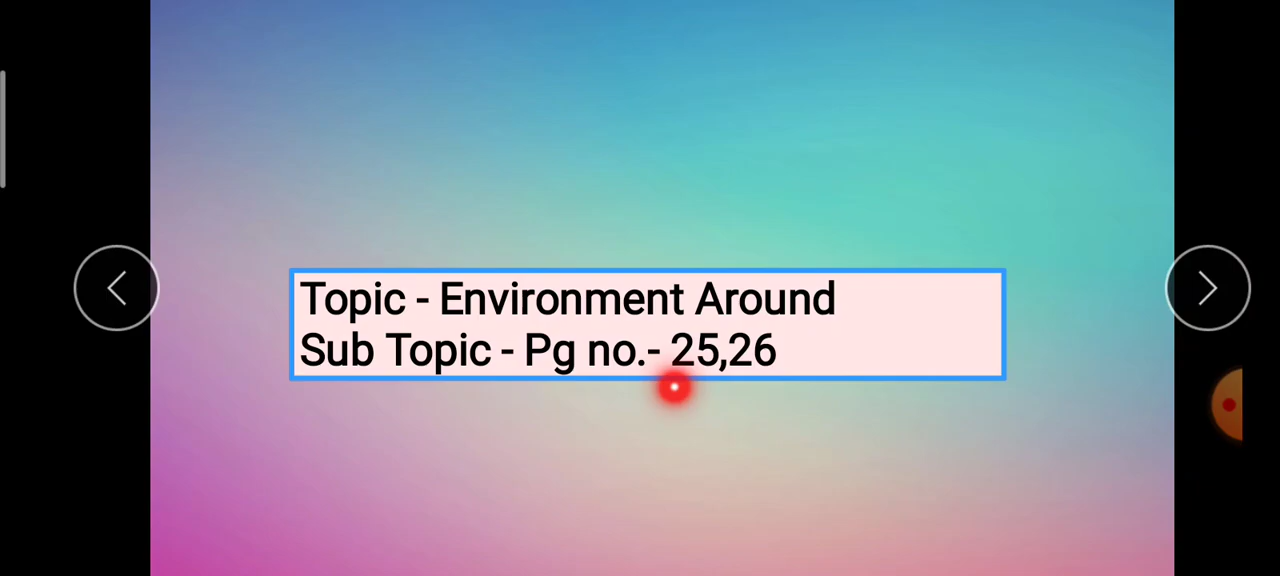 Topic - Environment Around
Sub Topic - Pg no.- 25,26